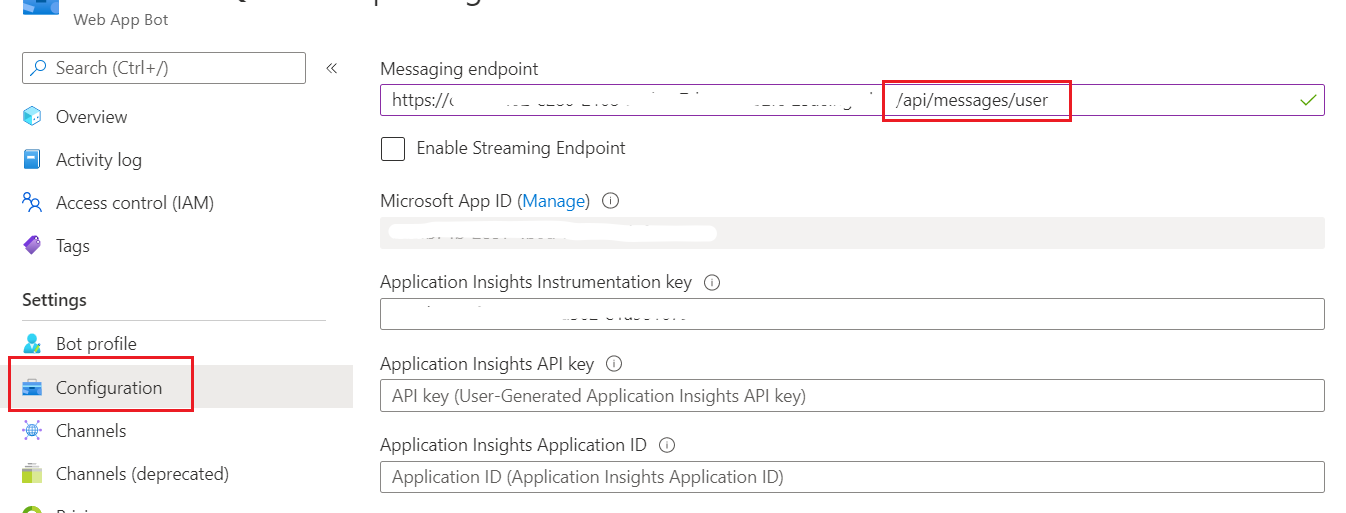 Web App Bot
Search (Ctrl+/)
Overview
Activity log
Access control (IAM)
Tags
Settings
Bot profile
Configuration
Channels
Channels (deprecated)
Messaging endpoint
https:// /api/messages/user
Enable Streaming Endpoint
Microsoft App ID (Manage)
Application Insights Instrumentation key
Application Insights API key
API key (User-Generated Application Insights API key)
Application Insights Application ID
Application ID (Application Insights Application ID)